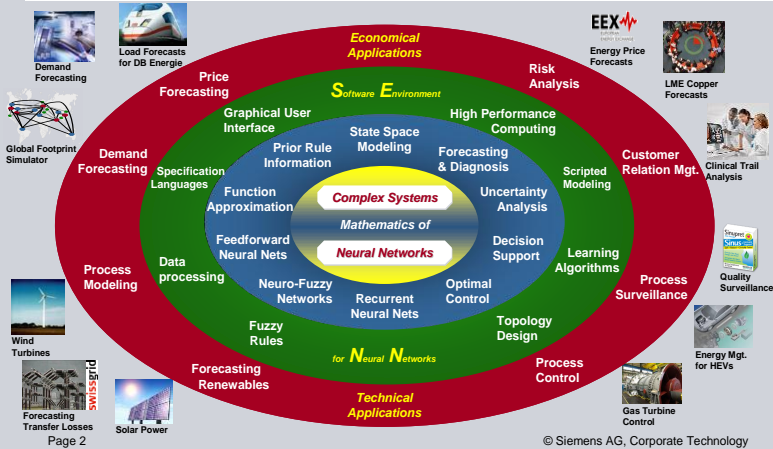 Economical
Applications
Demand
Forecasting
Load Forecasts
for DB Energie
EEX
Energy Price
Forecasts
LME Copper
Forecasts
Price
Forecasting
Risk
Analysis
Software Environment
Graphical User
Interface
High Performance
Computing
Global Footprint
Simulator
Clinical Trail
Analysis
Demand
Forecasting
Customer
Relation Mgt.
Specification
Languages
Scripted
Modeling
Prior Rule
Information
State Space
Modeling
Forecasting
& Diagnosis
Function
Approximation
Uncertainty
Analysis
Complex Systems
Mathematics of
Neural Networks
Feedforward
Neural Nets
Decision
Support
Neuro-Fuzzy
Networks
Recurrent
Neural Nets
Optimal
Control
Data
processing
Learning
Algorithms
Sinupret
Sinus
Quality
Surveillance
Process
Modeling
Process
Surveillance
Fuzzy
Rules
Topology
Design
for Neural Networks
Wind
Turbines
Energy Mgt.
for HEVs
Forecasting
Renewables
Process
Control
Technical
Applications
swissgrid
Forecasting
Transfer Losses
Solar Power
Gas Turbine
Control
Page 2
© Siemens AG, Corporate Technology